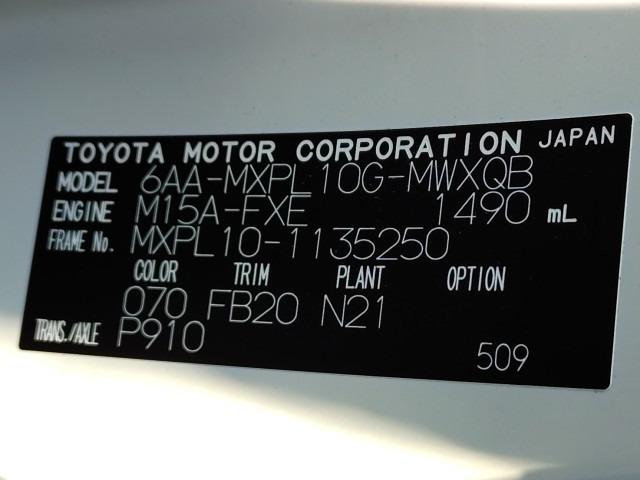 TOYOTA MOTOR CORPORATION JAPAN
MODEL 6AA-MXPL10G-MWXQB
ENGINE M15A-FXE 1490 mL
FRAME No. MXPL10-1135250
COLOR TRIM PLANT OPTION
070 FB20 N21
TRANS./AXLE P910
509